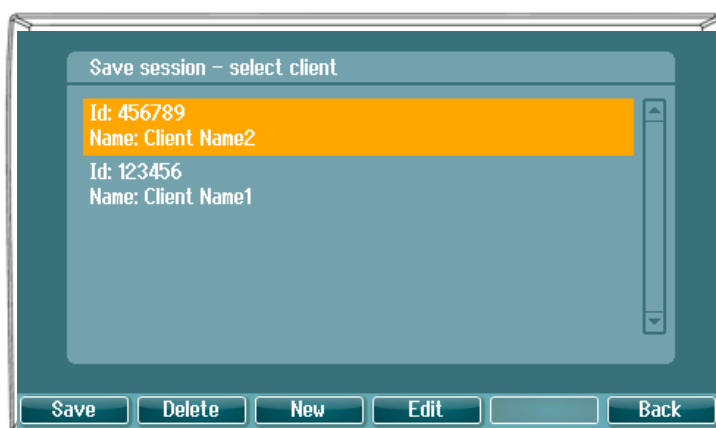 Save session - select client
Id: 456789
Name: Client Name2
Id: 123456
Name: Client Name1
Save Delete New Edit Back